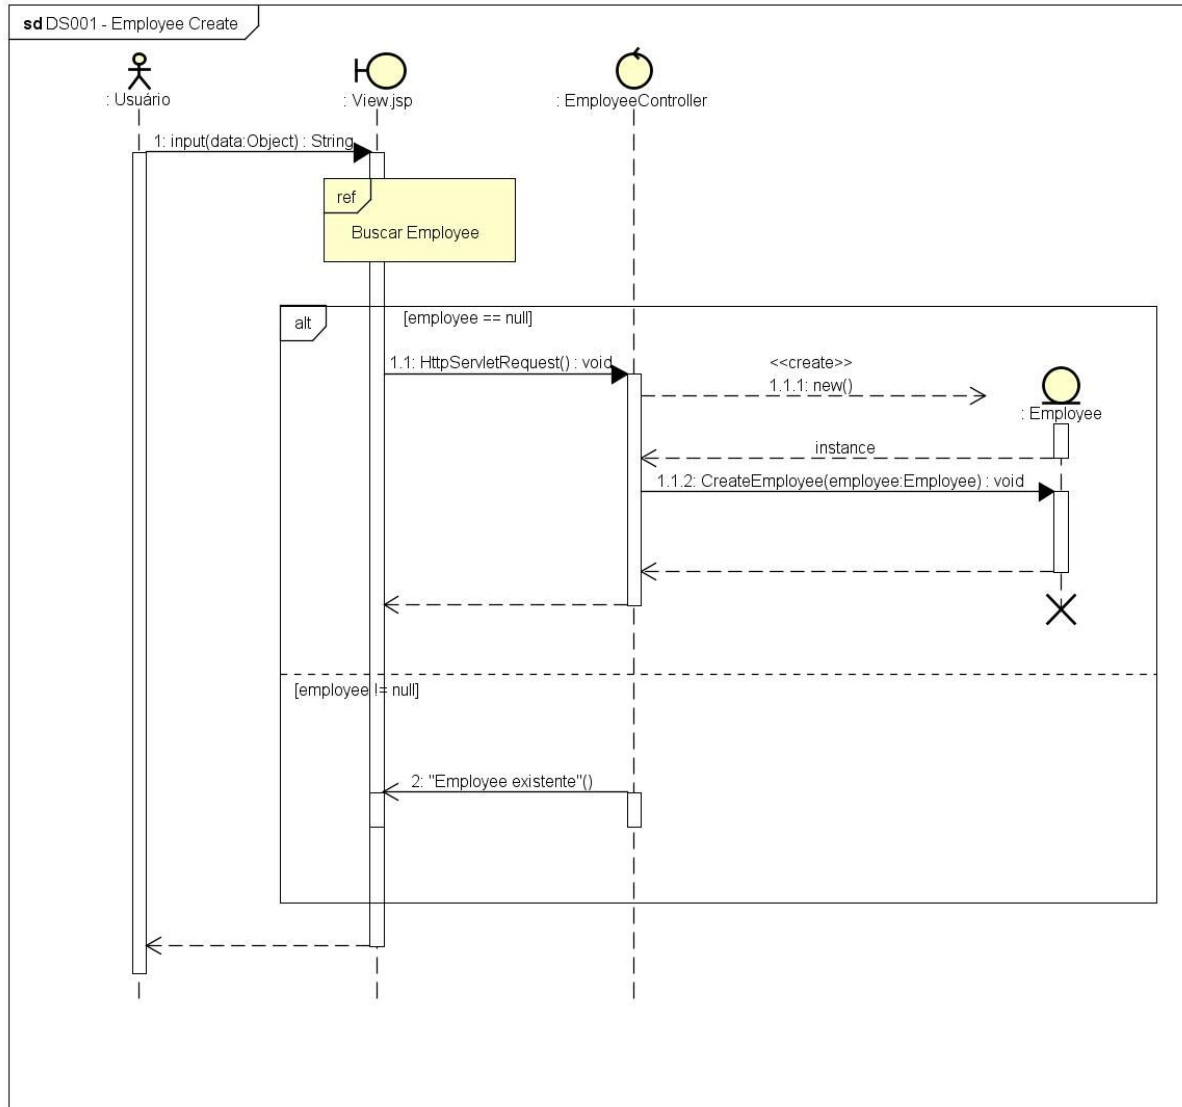 sd DS001 - Employee Create
: Usuário
: View.jsp
: EmployeeController
1: input(data:Object) : String
ref
Buscar Employee
alt
[employee == null]
1.1: HttpServletRequest() : void
<<create>>
1.1.1: new()
: Employee
instance
1.1.2: CreateEmployee(employee:Employee) : void
[employee != null]
2: "Employee existente"()